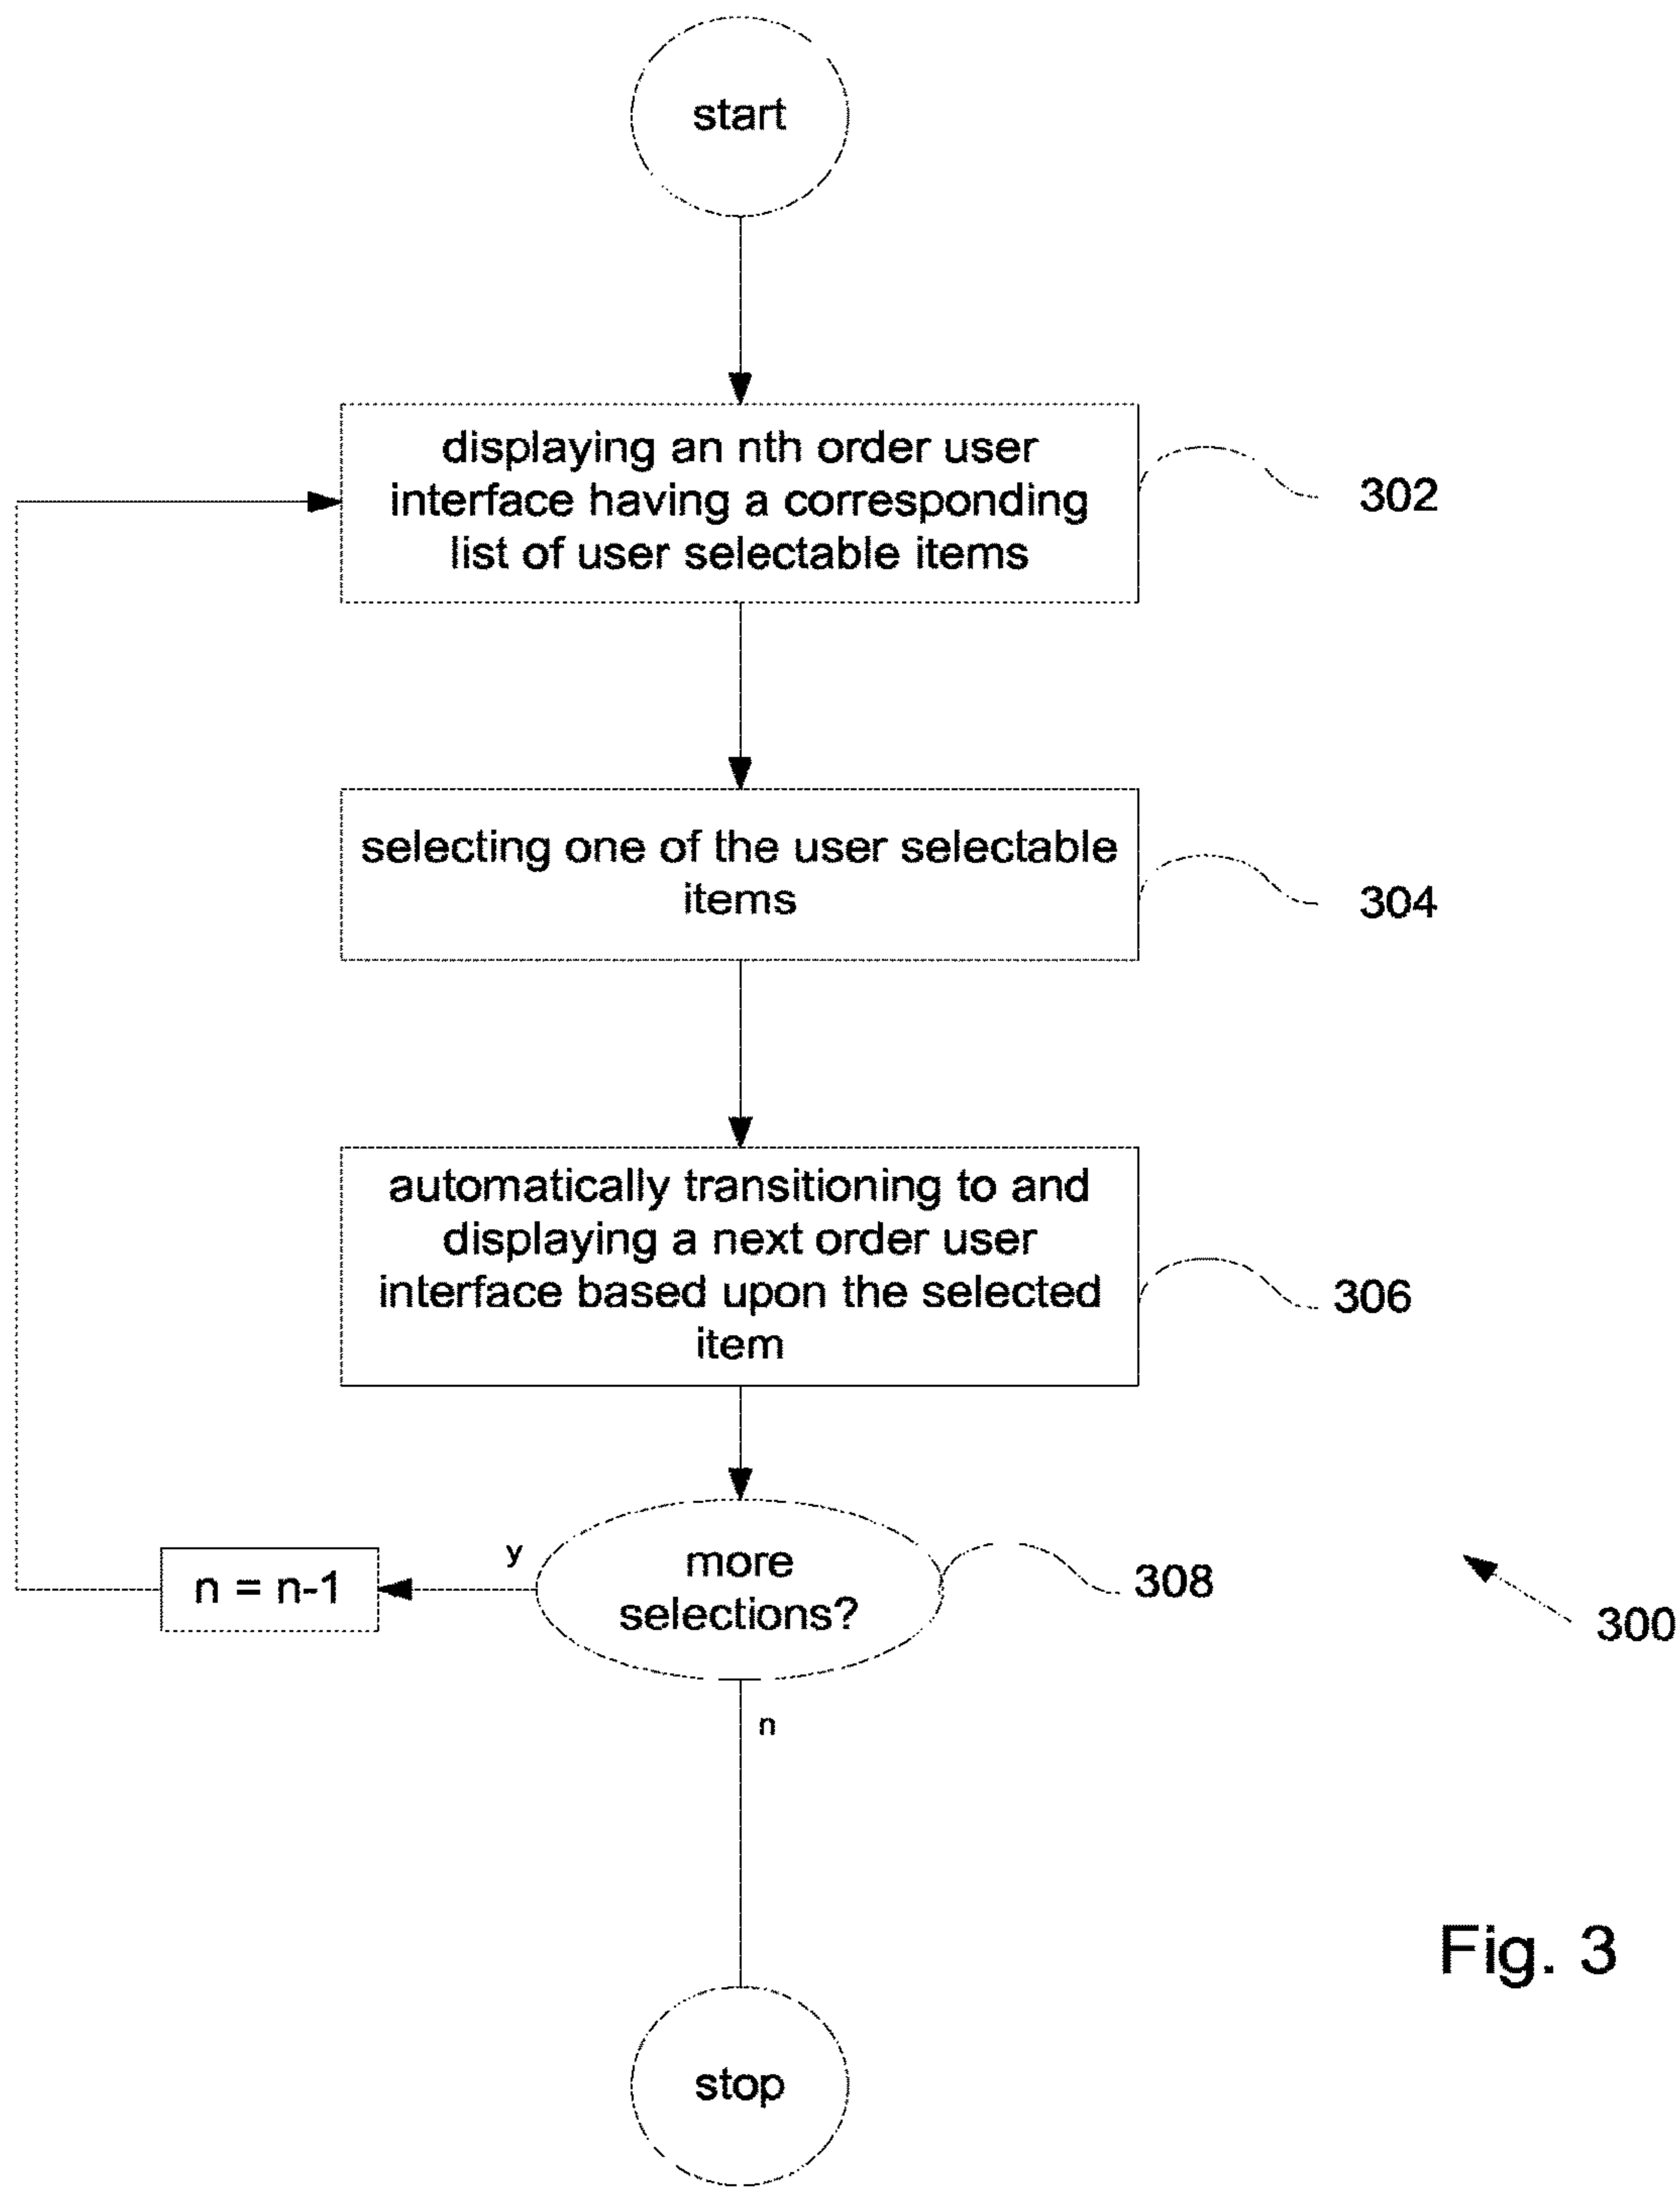 start
displaying an nth order user
interface having a corresponding
list of user selectable items
302
selecting one of the user selectable
items
304
automatically transitioning to and
displaying a next order user
interface based upon the selected
item
306
more
selections?
308
y
n = n-1
300
n
stop
Fig. 3